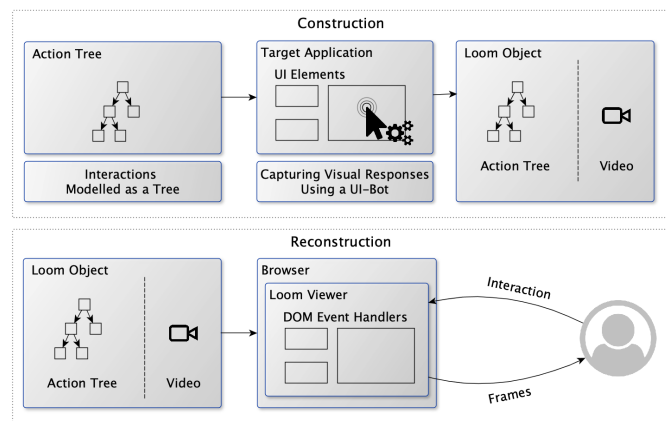 Construction
Action Tree
Target Application
UI Elements
Loom Object
Action Tree
Video
Interactions
Modelled as a Tree
Capturing Visual Responses
Using a UI-Bot
Reconstruction
Loom Object
Action Tree
Video
Browser
Loom Viewer
DOM Event Handlers
Interaction
Frames